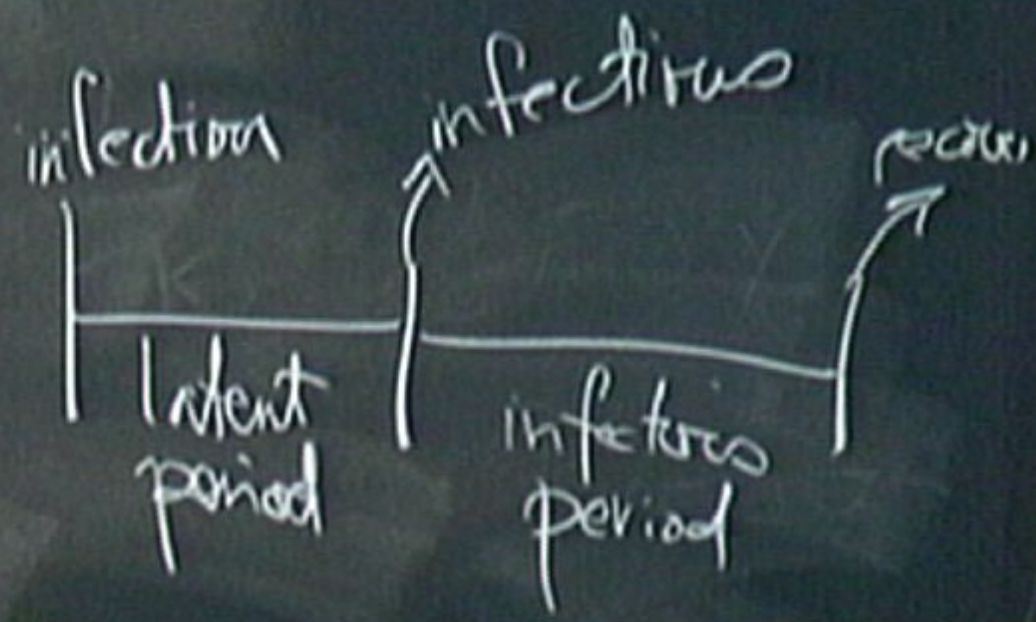 infection
infectious
latent
period
infectious
period